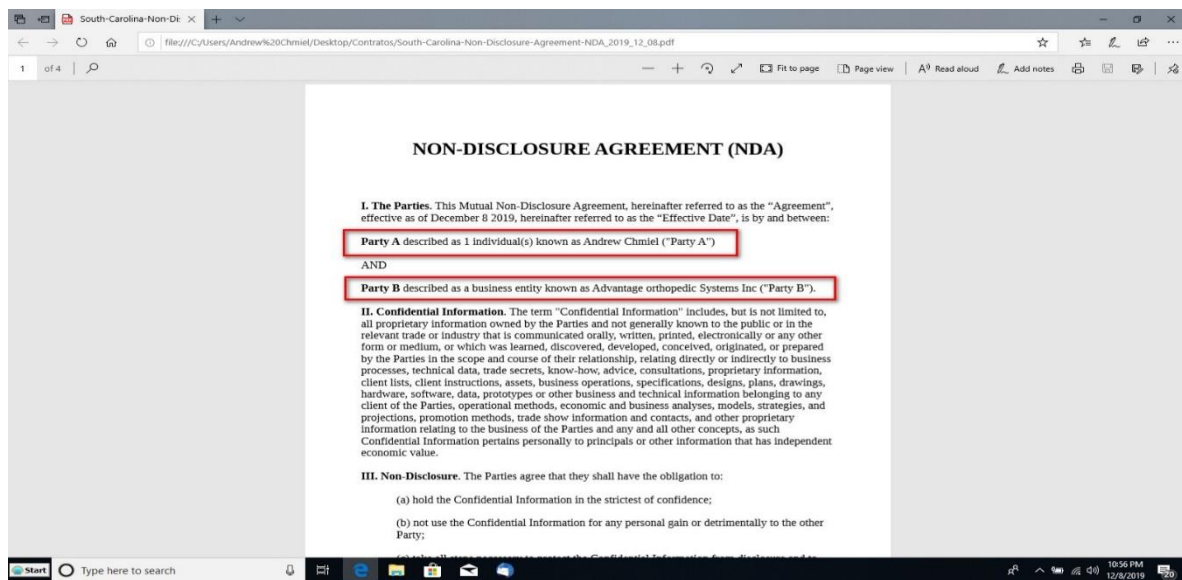 South-Carolina-Non-Di
file:///C:/Users/Andrew%20Chmiel/Desktop/Contratos/South-Carolina-Non-Disclosure-Agreement-NDA_2019_12_08.pdf
1 of 4 Fit to page Page view Read aloud Add notes
NON-DISCLOSURE AGREEMENT (NDA)
I. The Parties. This Mutual Non-Disclosure Agreement, hereinafter referred to as the “Agreement”,
effective as of December 8 2019, hereinafter referred to as the “Effective Date”, is by and between:
Party A described as 1 individual(s) known as Andrew Chmiel ("Party A")
AND
Party B described as a business entity known as Advantage orthopedic Systems Inc ("Party B").
II. Confidential Information. The term "Confidential Information" includes, but is not limited to,
all proprietary information owned by the Parties and not generally known to the public or in the
relevant trade or industry that is communicated orally, written, printed, electronically or any other
form or medium, or which was learned, discovered, developed, conceived, originated, or prepared
by the Parties in the scope and course of their relationship, relating directly or indirectly to business
processes, technical data, trade secrets, know-how, advice, consultations, proprietary information,
client lists, client instructions, assets, business operations, specifications, designs, plans, drawings,
hardware, software, data, prototypes or other business and technical information belonging to any
client of the Parties, operational methods, economic and business analyses, models, strategies, and
projections, promotion methods, trade show information and contacts, and other proprietary
information relating to the business of the Parties and any and all other concepts, as such
Confidential Information pertains personally to principals or other information that has independent
economic value.
III. Non-Disclosure. The Parties agree that they shall have the obligation to:
(a) hold the Confidential Information in the strictest of confidence;
(b) not use the Confidential Information for any personal gain or detrimentally to the other
Party;
Start Type here to search
10:56 PM
12/8/2019
20